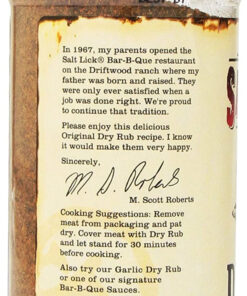 In 1967, my parents opened the
Salt Lick® Bar-B-Que restaurant
on the Driftwood ranch where my
father was born and raised. They
were only ever satisfied when a
job was done right. We're proud
to continue that tradition.
Please enjoy this delicious
Original Dry Rub recipe. I know
it would make them very happy.
Sincerely,
M. S. Roberts
M. Scott Roberts
Cooking Suggestions: Remove
meat from packaging and pat
dry. Cover meat with Dry Rub
and let stand for 30 minutes
before cooking.
Also try our Garlic Dry Rub
or one of our signature
Bar-B-Que Sauces.